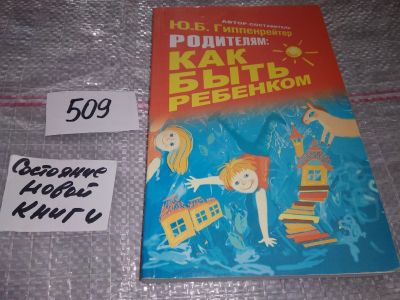 АВТОР-СОСТАВИТЕЛЬ
Ю.Б. Гиппенрейтер
РОДИТЕЛЯМ:
КАК
БЫТЬ
РЕБЕНКОМ
509
Состояние
новой
книги